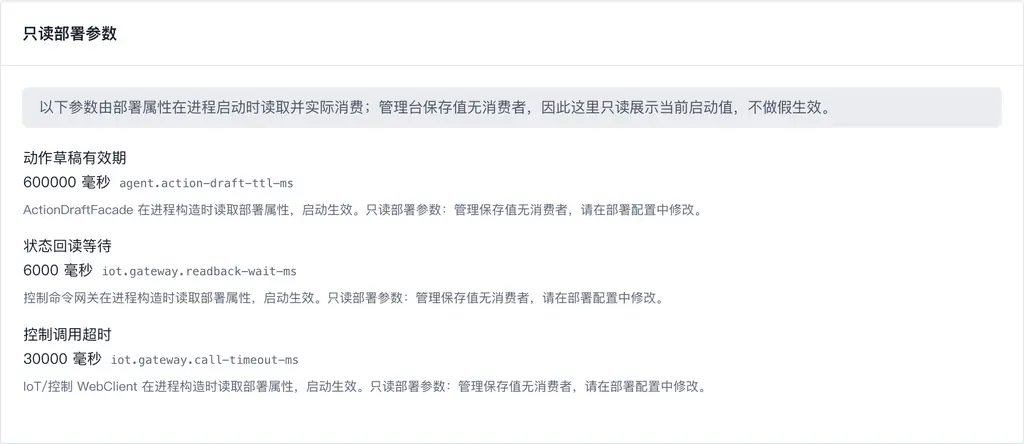 只读部署参数
以下参数由部署属性在进程启动时读取并实际消费；管理台保存值无消费者，因此这里只读展示当前启动值，不做假生效。
动作草稿有效期
600000 毫秒 agent.action-draft-ttl-ms
ActionDraftFacade 在进程构造时读取部署属性，启动生效。只读部署参数：管理保存值无消费者，请在部署配置中修改。
状态回读等待
6000 毫秒 iot.gateway.readback-wait-ms
控制命令网关在进程构造时读取部署属性，启动生效。只读部署参数：管理保存值无消费者，请在部署配置中修改。
控制调用超时
30000 毫秒 iot.gateway.call-timeout-ms
IoT/控制 WebClient 在进程构造时读取部署属性，启动生效。只读部署参数：管理保存值无消费者，请在部署配置中修改。